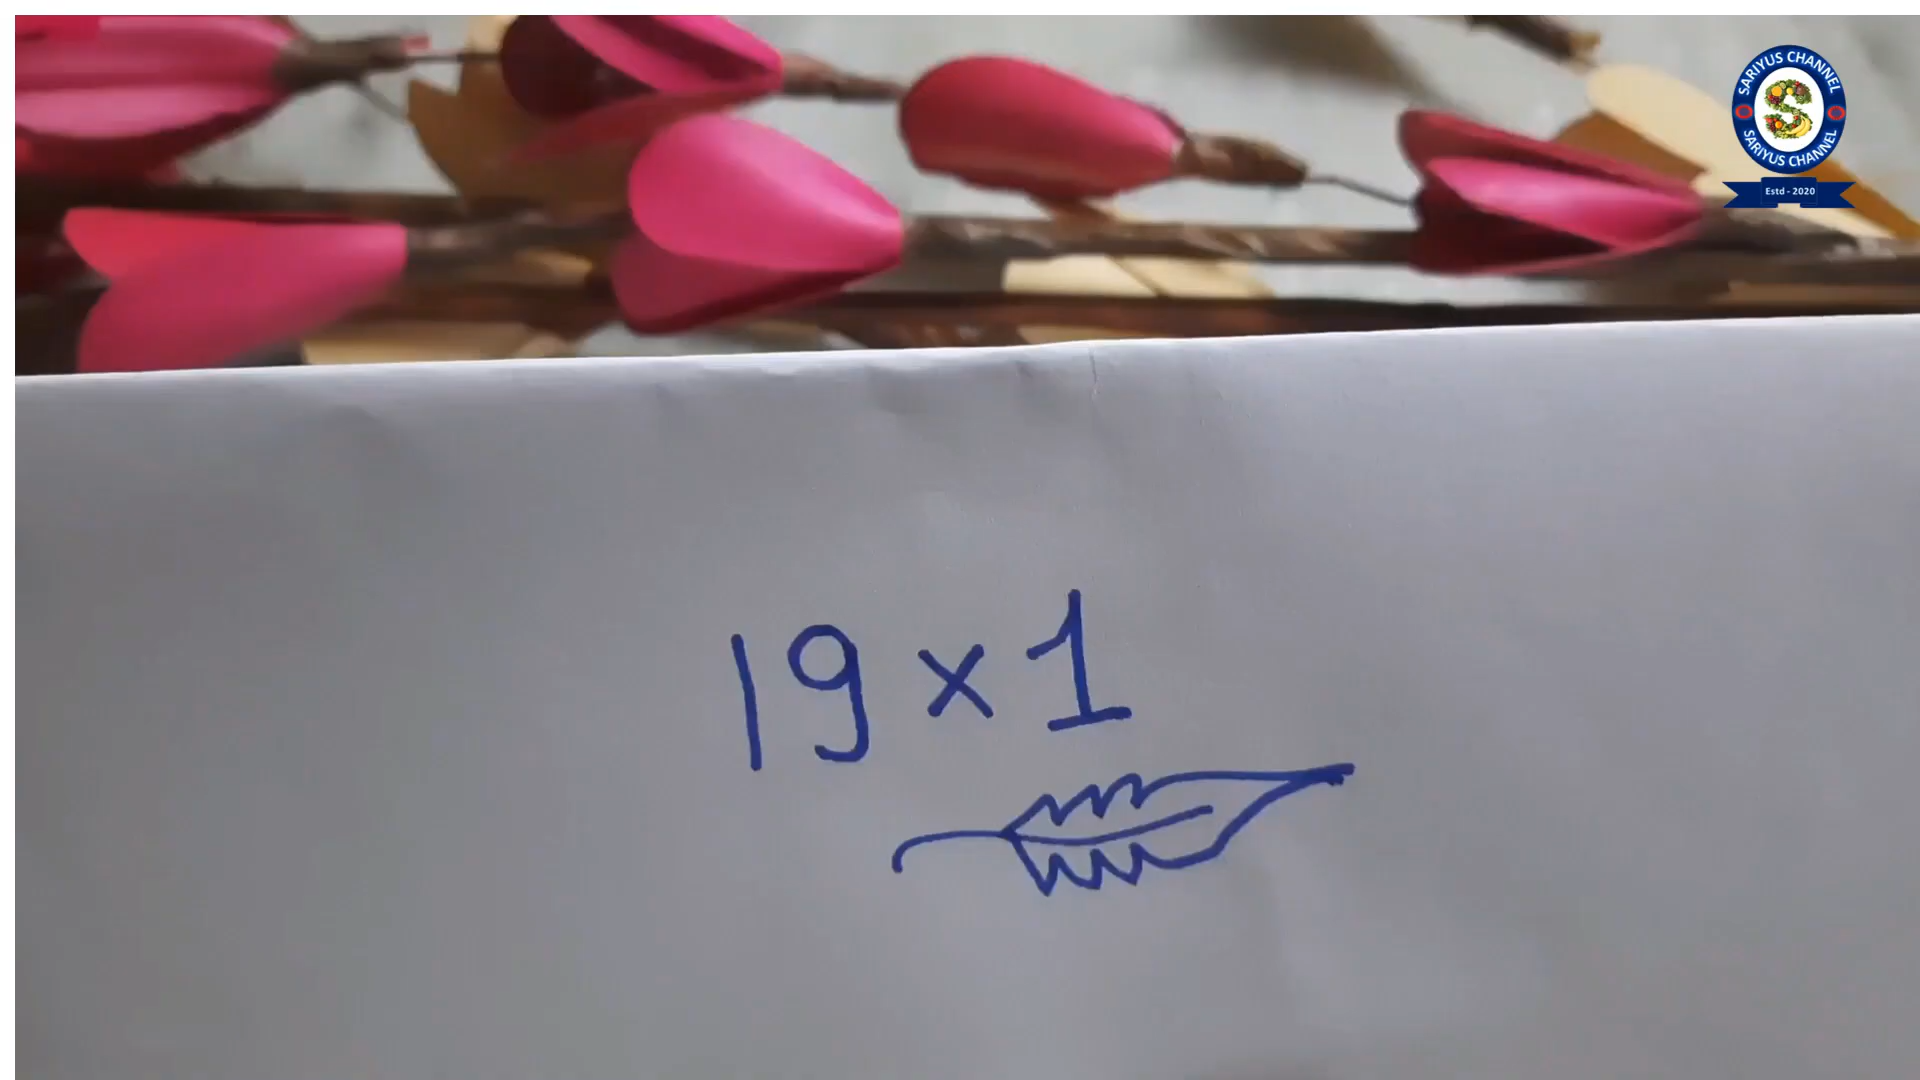 SARIYUS CHANNEL
S
SARIYUS CHANNEL
Estd - 2020
19 × 1